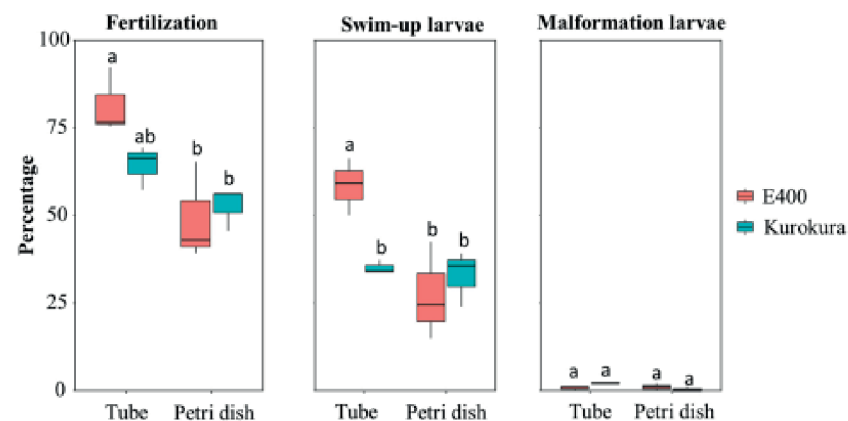 Fertilization
Swim-up larvae
Malformation larvae
Percentage
100
75
50
25
0
a
ab
b
b
a
b
b
b
a
a
a
a
Tube
Petri dish
Tube
Petri dish
Tube
Petri dish
E400
Kurokura